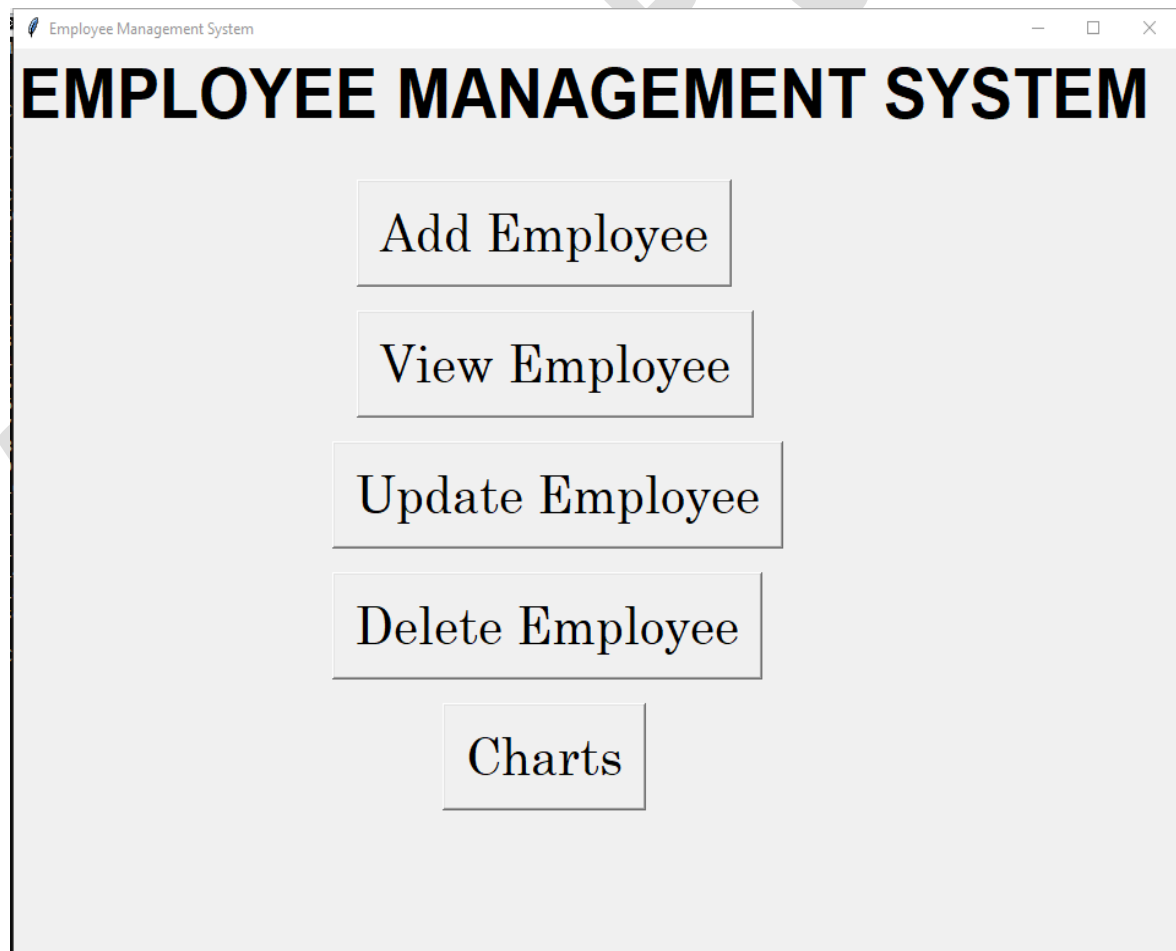 Employee Management System
EMPLOYEE MANAGEMENT SYSTEM
Add Employee
View Employee
Update Employee
Delete Employee
Charts